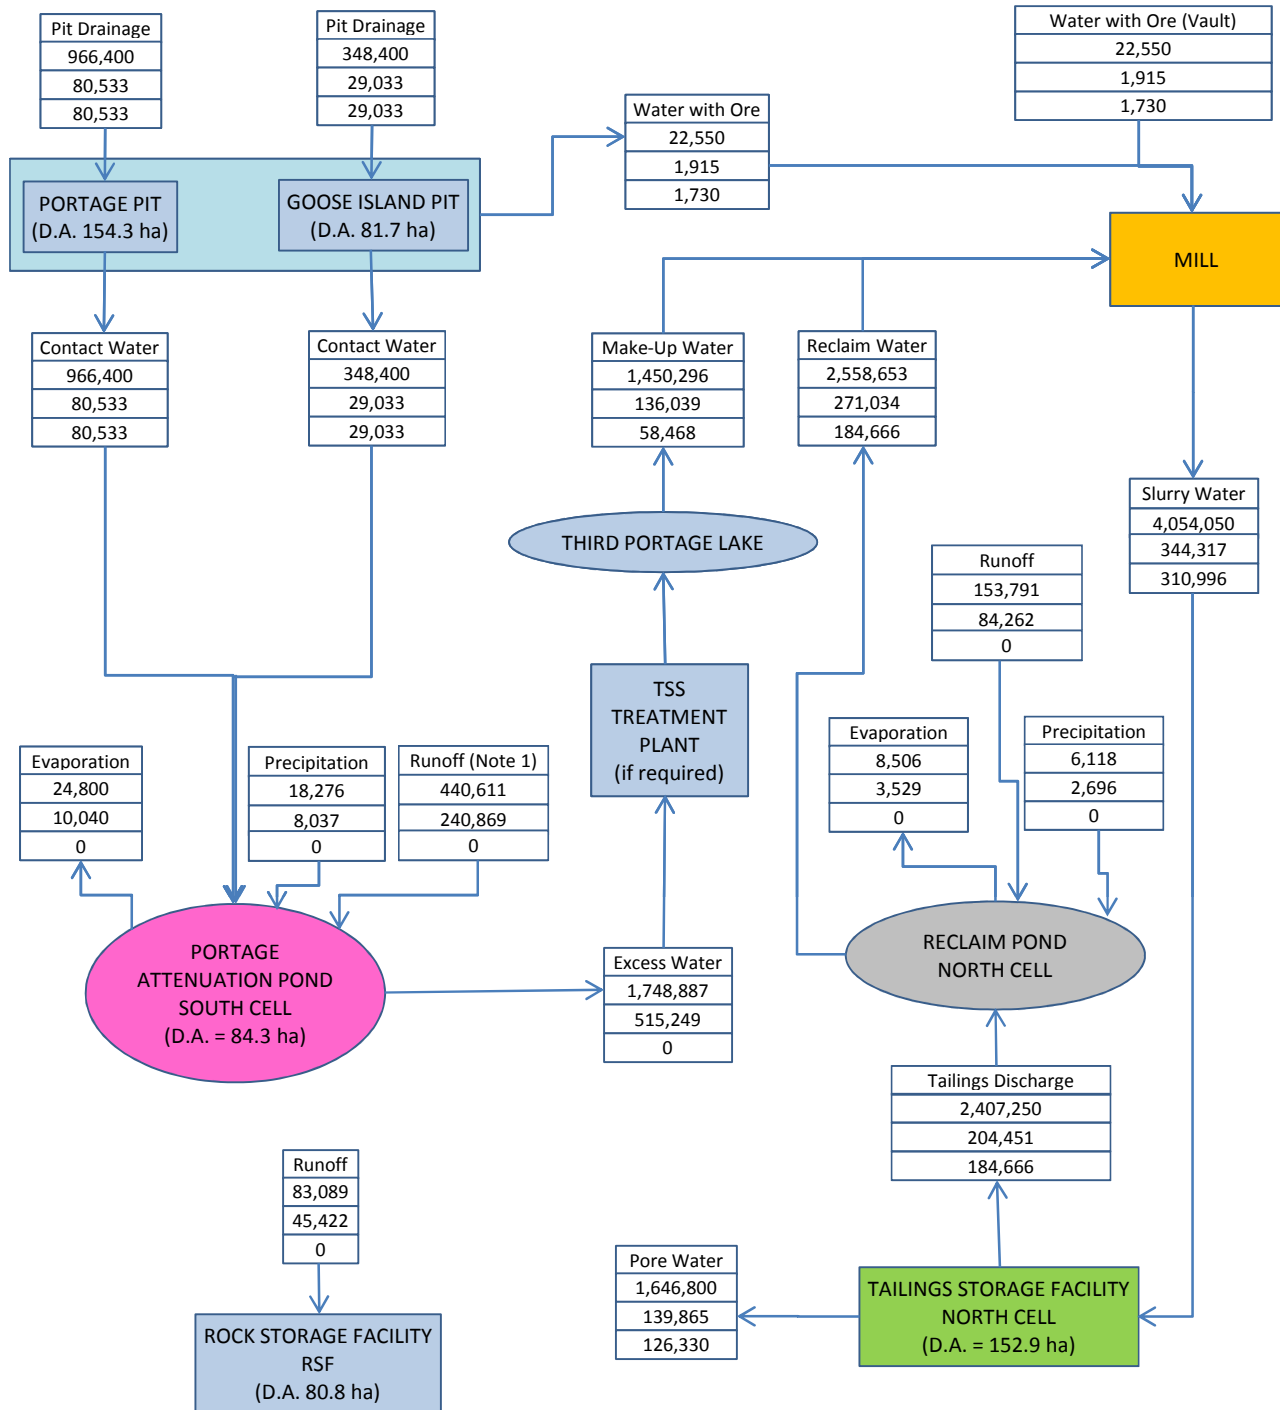 Pit Drainage
966,400
80,533
80,533
Pit Drainage
348,400
29,033
29,033
Water with Ore (Vault)
22,550
1,915
1,730
Water with Ore
22,550
1,915
1,730
PORTAGE PIT
(D.A. 154.3 ha)
GOOSE ISLAND PIT
(D.A. 81.7 ha)
MILL
Contact Water
966,400
80,533
80,533
Contact Water
348,400
29,033
29,033
Make-Up Water
1,450,296
136,039
58,468
Reclaim Water
2,558,653
271,034
184,666
Slurry Water
4,054,050
344,317
310,996
THIRD PORTAGE LAKE
Runoff
153,791
84,262
0
TSS
TREATMENT
PLANT
(if required)
Evaporation
24,800
10,040
0
Precipitation
18,276
8,037
0
Runoff (Note 1)
440,611
240,869
0
Evaporation
8,506
3,529
0
Precipitation
6,118
2,696
0
PORTAGE
ATTENUATION POND
SOUTH CELL
(D.A. = 84.3 ha)
Excess Water
1,748,887
515,249
0
RECLAIM POND
NORTH CELL
Tailings Discharge
2,407,250
204,451
184,666
Runoff
83,089
45,422
0
Pore Water
1,646,800
139,865
126,330
TAILINGS STORAGE FACILITY
NORTH CELL
(D.A. = 152.9 ha)
ROCK STORAGE FACILITY
RSF
(D.A. 80.8 ha)